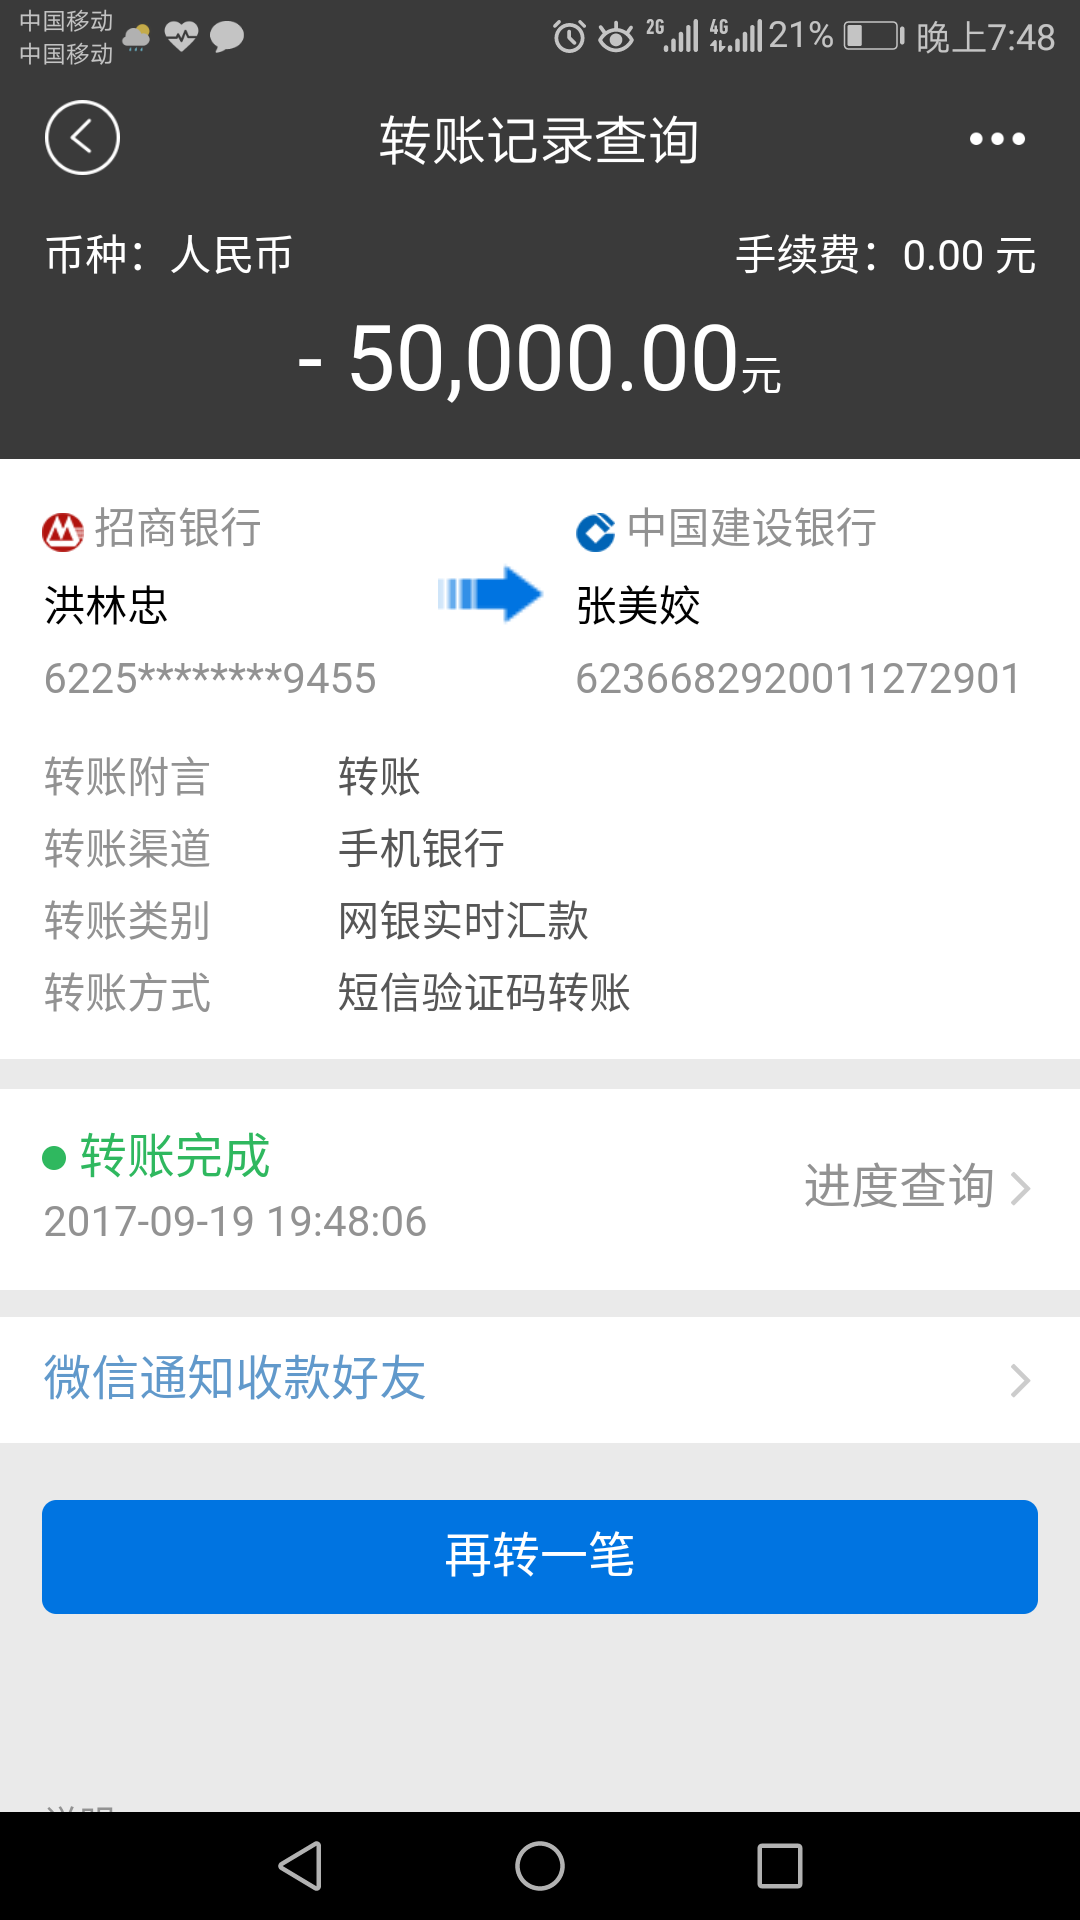 中国移动
中国移动
2G
4G
21%
晚上7:48
转账记录查询
币种：人民币
手续费：0.00 元
- 50,000.00元
招商银行
中国建设银行
洪林忠
张美姣
6225********9455
6236682920011272901
转账附言 转账
转账渠道 手机银行
转账类别 网银实时汇款
转账方式 短信验证码转账
转账完成
2017-09-19 19:48:06
进度查询
微信通知收款好友
再转一笔